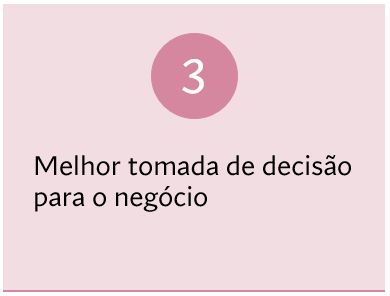 3
Melhor tomada de decisão
para o negócio